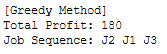 [Greedy Method]
Total Profit: 180
Job Sequence: J2 J1 J3